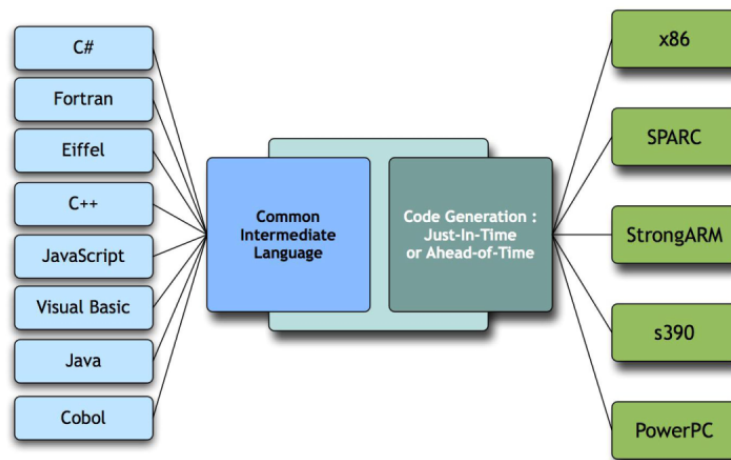 C#
Fortran
Eiffel
C++
JavaScript
Visual Basic
Java
Cobol
Common
Intermediate
Language
Code Generation :
Just-In-Time
or Ahead-of-Time
x86
SPARC
StrongARM
s390
PowerPC